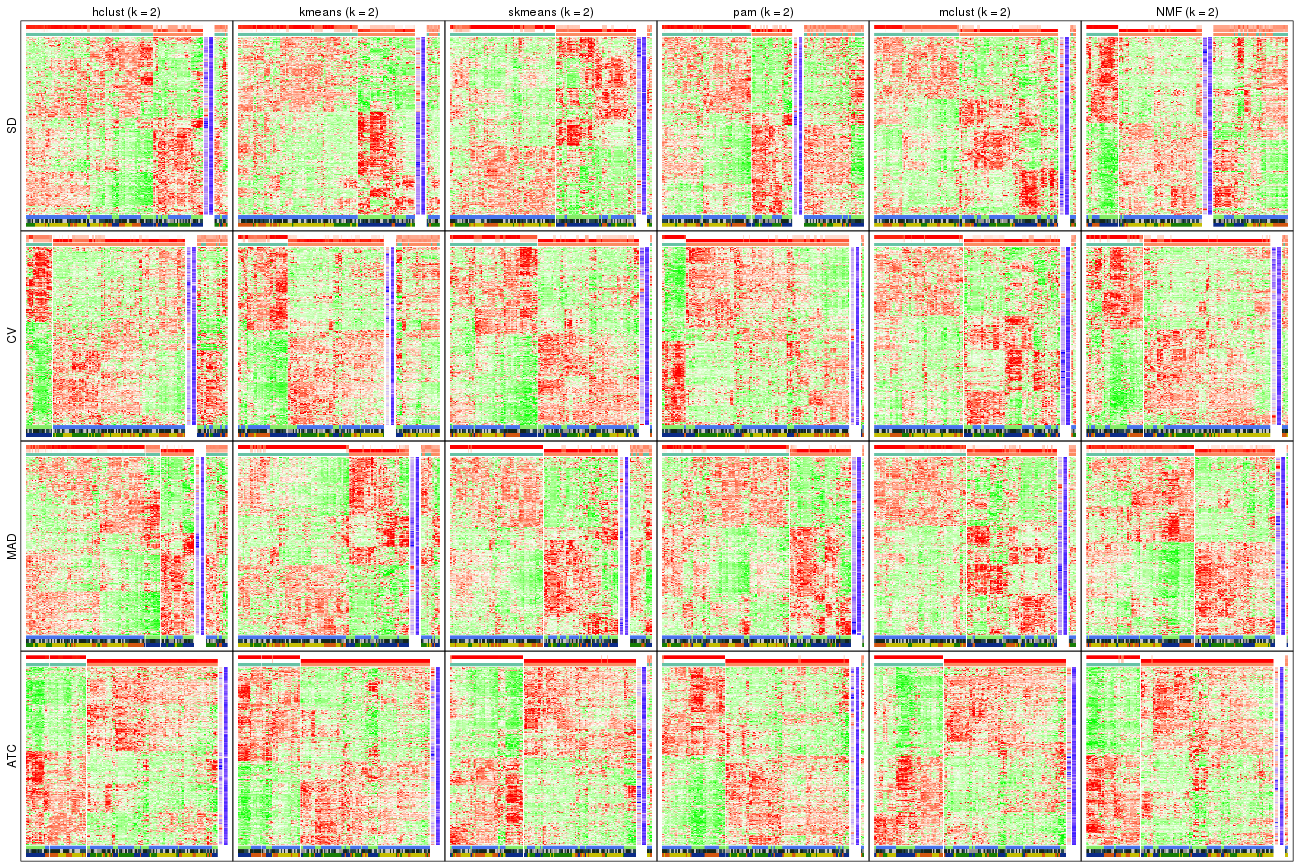 hclust (k = 2)
kmeans (k = 2)
skmeans (k = 2)
pam (k = 2)
mclust (k = 2)
NMF (k = 2)
SD
CV
MAD
ATC